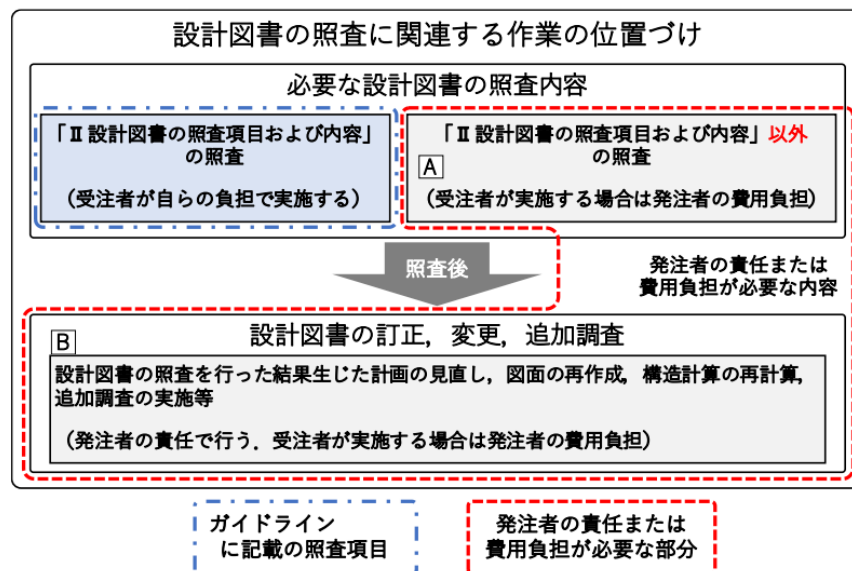 設計図書の照査に関連する作業の位置づけ
必要な設計図書の照査内容
「Ⅱ設計図書の照査項目および内容」
の照査
(受注者が自らの負担で実施する)
「Ⅱ設計図書の照査項目および内容」以外
の照査
A
(受注者が実施する場合は発注者の費用負担)
照査後
発注者の責任または
費用負担が必要な内容
B
設計図書の訂正,変更,追加調査
設計図書の照査を行った結果生じた計画の見直し,図面の再作成,構造計算の再計算,
追加調査の実施等
(発注者の責任で行う.受注者が実施する場合は発注者の費用負担)
ガイドライン
に記載の照査項目
発注者の責任または
費用負担が必要な部分